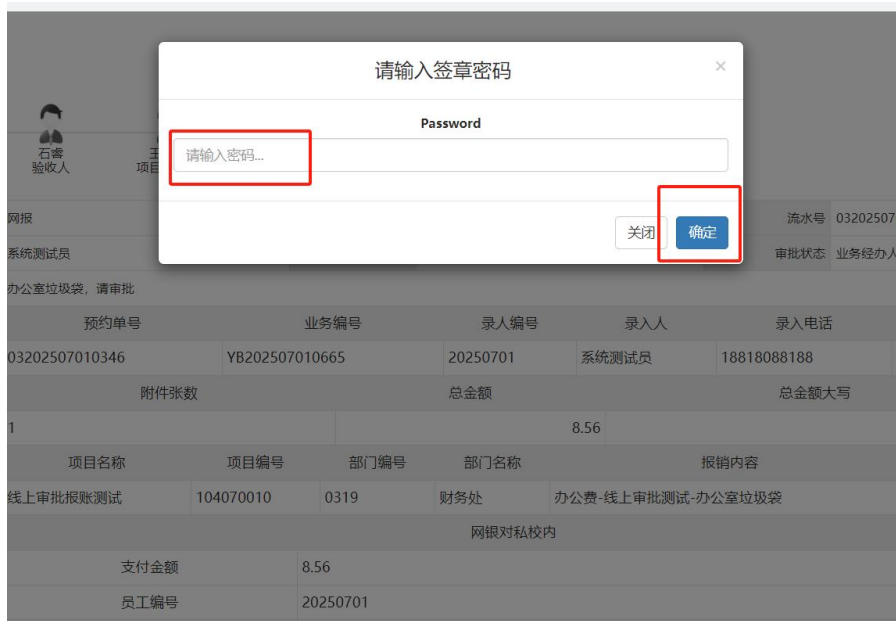 请输入签章密码 ×
Password
请输入密码...
关闭 确定
石睿
验收人 项目
网报 流水号 03202507
系统测试员 审批状态 业务经办人
办公室垃圾袋，请审批
预约单号 业务编号 录人编号 录入人 录入电话
03202507010346 YB202507010665 20250701 系统测试员 18818088188
附件张数 总金额 总金额大写
1 8.56
项目名称 项目编号 部门编号 部门名称 报销内容
线上审批报账测试 104070010 0319 财务处 办公费-线上审批测试-办公室垃圾袋
网银对私校内
支付金额 8.56
员工编号 20250701